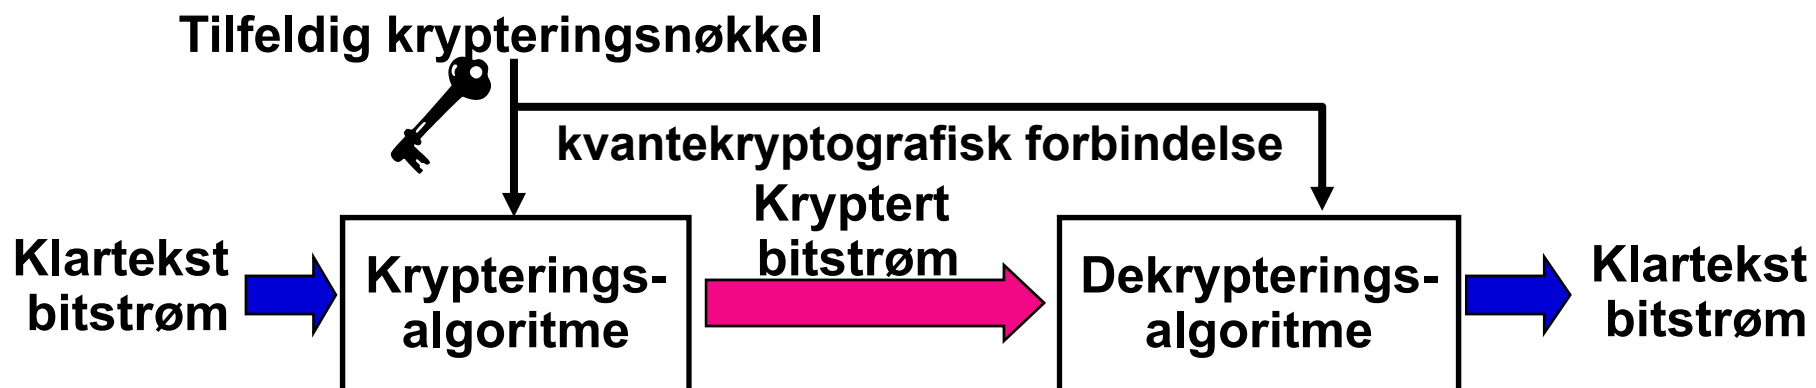 Tilfeldig krypteringsnøkkel
kvantekryptografisk forbindelse
Klartekst
bitstrøm
Krypterings-
algoritme
Kryptert
bitstrøm
Dekrypterings-
algoritme
Klartekst
bitstrøm